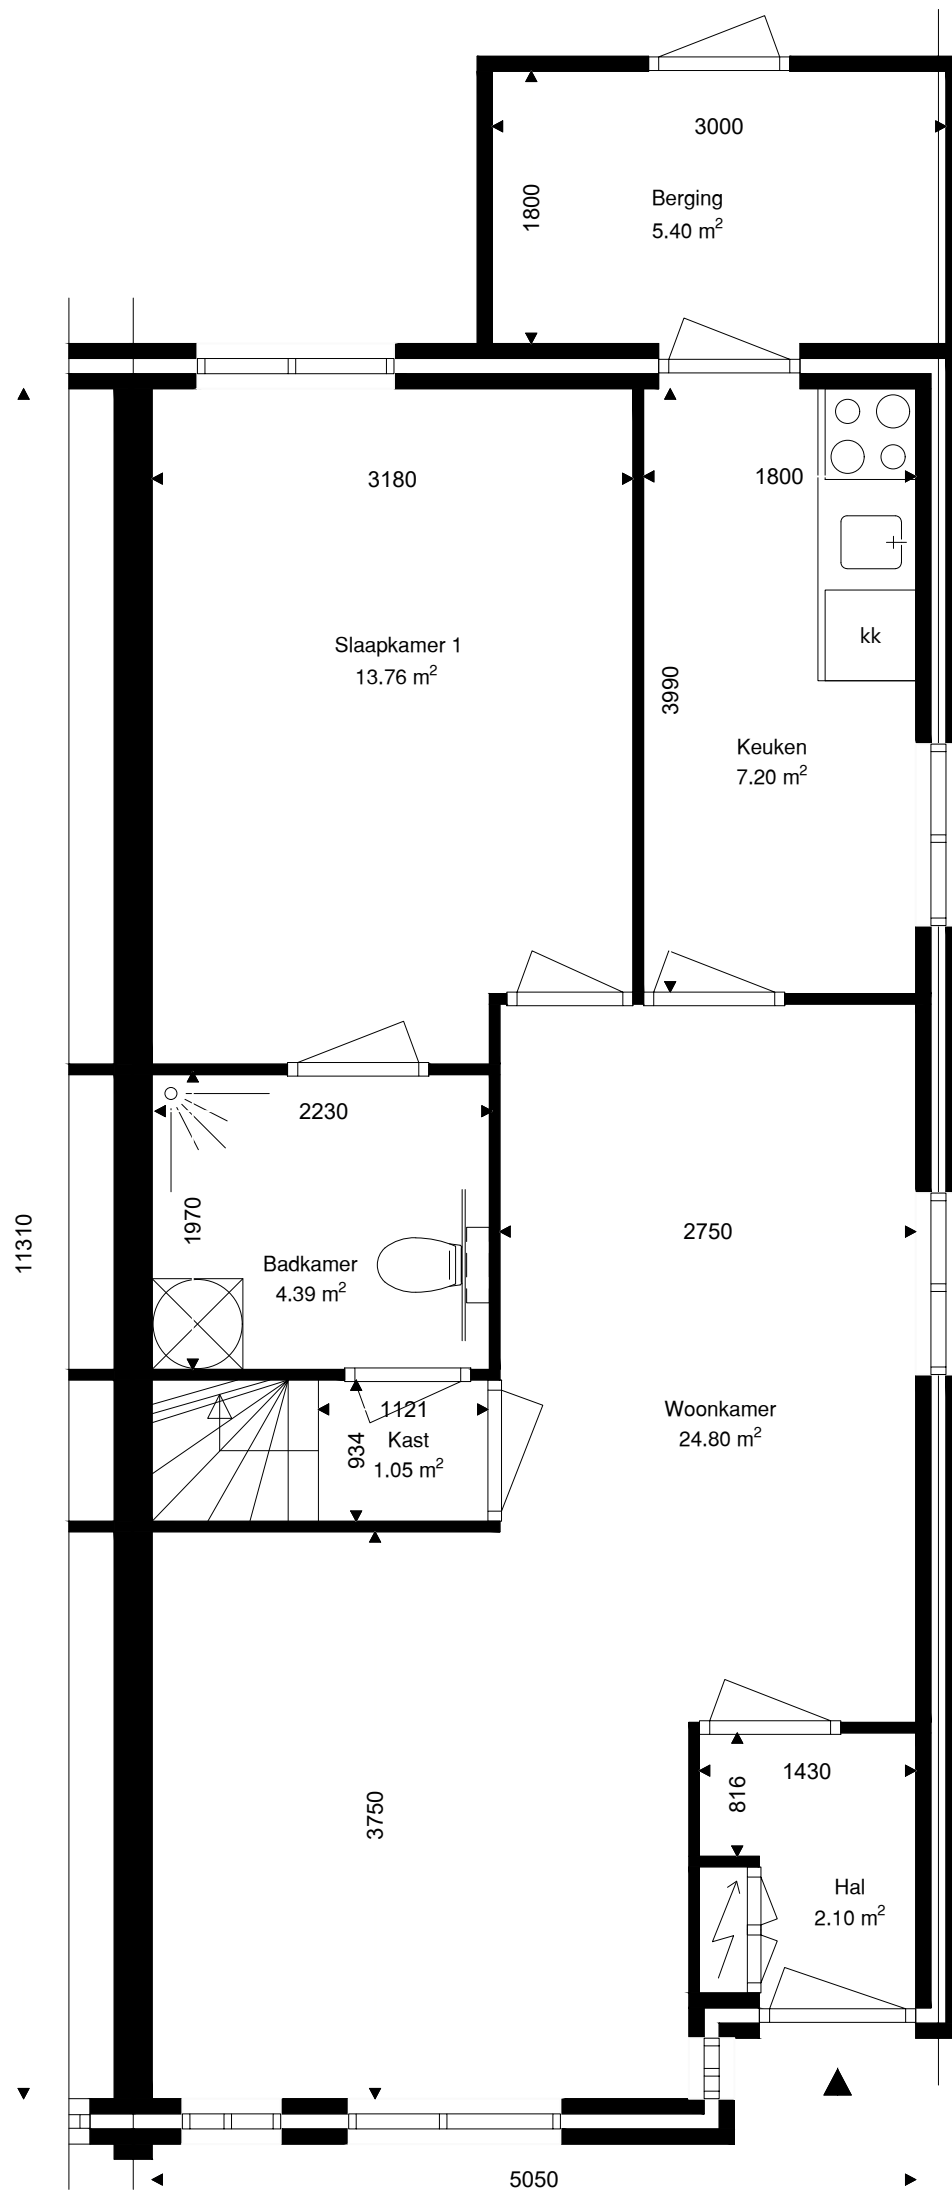 3000
1800
Berging
5.40 m²
3180
1800
kk
Slaapkamer 1
13.76 m²
3990
Keuken
7.20 m²
2230
1970
11310
2750
Badkamer
4.39 m²
1121
934
Kast
1.05 m²
Woonkamer
24.80 m²
3750
1430
816
Hal
2.10 m²
5050